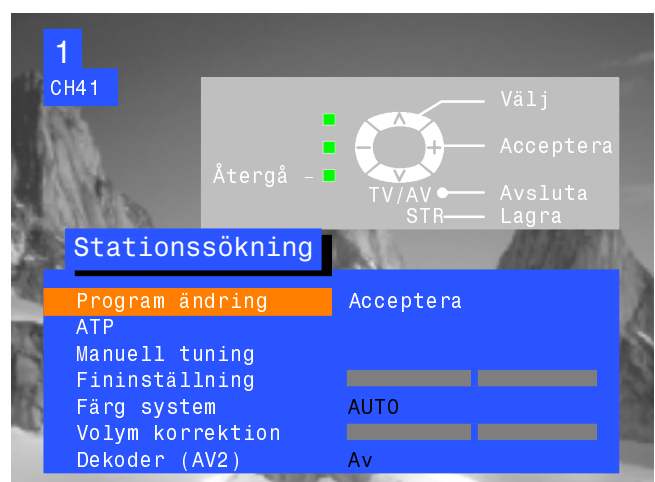 1
CH41
Välj
Acceptera
Återgå –
TV/AV Avsluta
STR Lagra
Stationssökning
Program ändring Acceptera
ATP
Manuell tuning
Fininställning
Färg system AUTO
Volym korrektion
Dekoder (AV2) Av